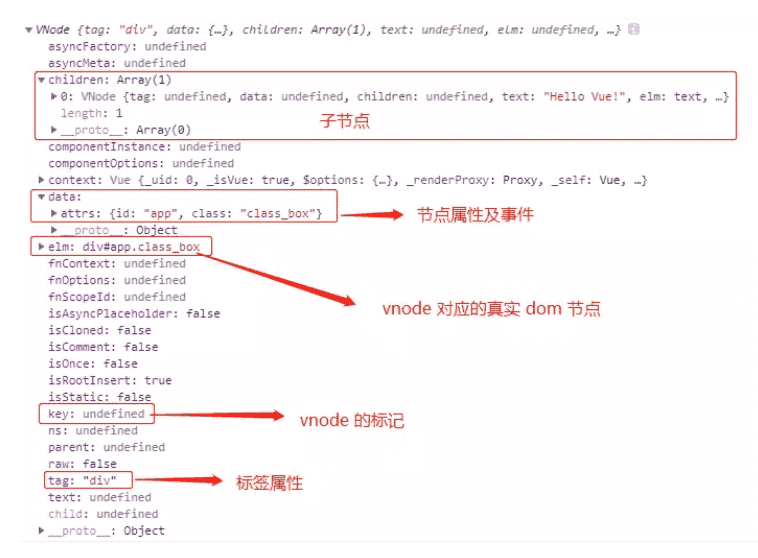 VNode {tag: "div", data: {…}, children: Array(1), text: undefined, elm: undefined, …}
asyncFactory: undefined
asyncMeta: undefined
children: Array(1)
0: VNode {tag: undefined, data: undefined, children: undefined, text: "Hello Vue!", elm: text, …}
length: 1
子节点
__proto__: Array(0)
componentInstance: undefined
componentOptions: undefined
context: Vue {_uid: 0, _isVue: true, $options: {…}, _renderProxy: Proxy, _self: Vue, …}
data:
attrs: {id: "app", class: "class_box"}
节点属性及事件
__proto__: Object
elm: div#app.class_box
fnContext: undefined
fnOptions: undefined
fnScopeId: undefined
vnode 对应的真实 dom 节点
isAsyncPlaceholder: false
isCloned: false
isComment: false
isOnce: false
isRootInsert: true
isStatic: false
key: undefined
vnode 的标记
ns: undefined
parent: undefined
raw: false
tag: "div"
标签属性
text: undefined
child: undefined
__proto__: Object